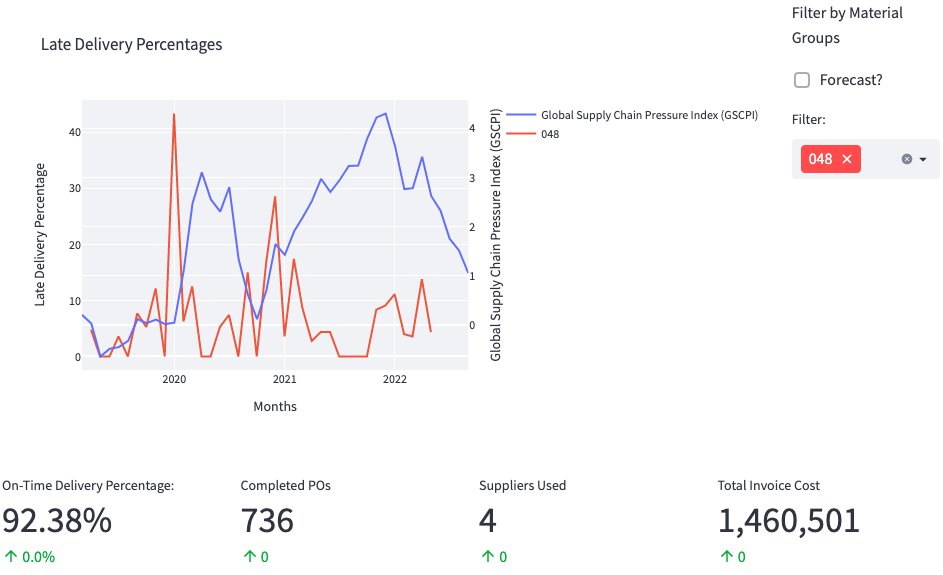 Filter by Material
Groups
Late Delivery Percentages
Forecast?
Filter:
048
Global Supply Chain Pressure Index (GSCPI)
048
Late Delivery Percentage
40
30
20
10
0
4
3
2
1
0
Global Supply Chain Pressure Index (GSCPI)
2020 2021 2022
Months
On-Time Delivery Percentage: Completed POs Suppliers Used Total Invoice Cost
92.38% 736 4 1,460,501
↑ 0.0% ↑ 0 ↑ 0 ↑ 0